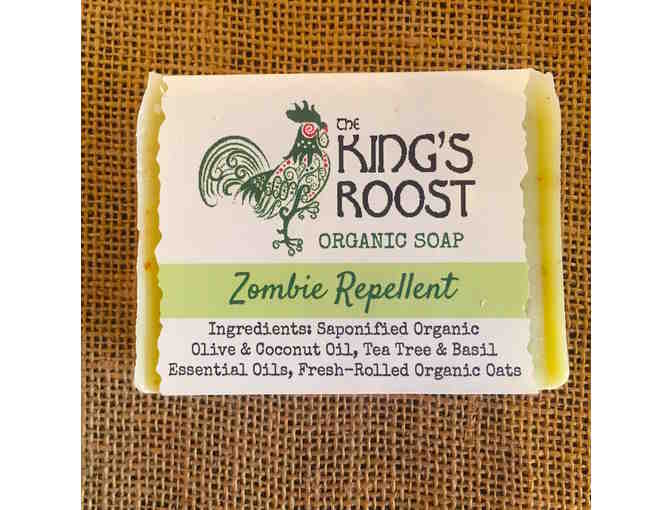 THE
KING'S
ROOST
ORGANIC SOAP
Zombie Repellent
Ingredients: Saponified Organic
Olive & Coconut Oil, Tea Tree & Basil
Essential Oils, Fresh-Rolled Organic Oats